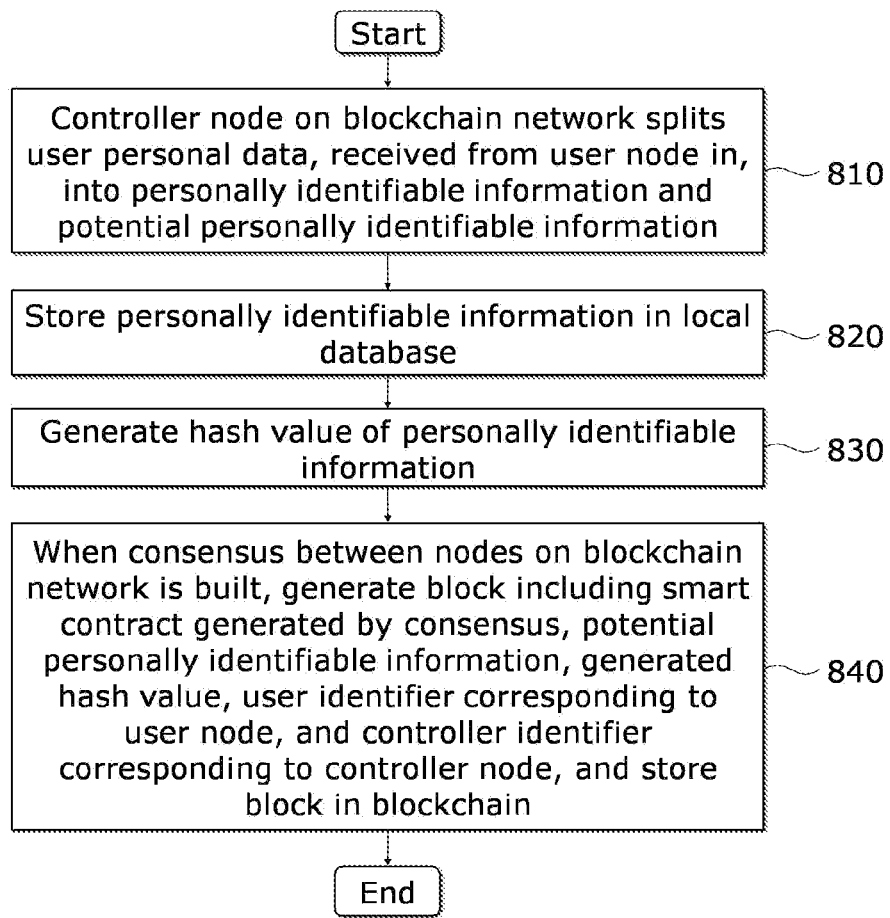 Start
Controller node on blockchain network splits
user personal data, received from user node in,
into personally identifiable information and
potential personally identifiable information
810
Store personally identifiable information in local
database
820
Generate hash value of personally identifiable
information
830
When consensus between nodes on blockchain
network is built, generate block including smart
contract generated by consensus, potential
personally identifiable information, generated
hash value, user identifier corresponding to
user node, and controller identifier
corresponding to controller node, and store
block in blockchain
840
End